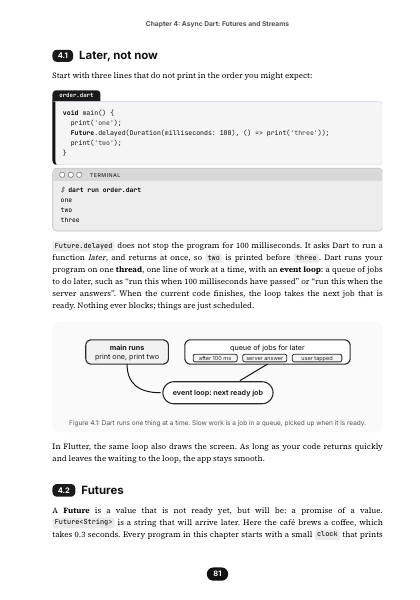 Chapter 4: Async Dart: Futures and Streams
4.1 Later, not now
Start with three lines that do not print in the order you might expect:
order.dart
void main() {
print('one');
Future.delayed(Duration(milliseconds: 100), () => print('three'));
print('two');
}
TERMINAL
$ dart run order.dart
one
two
three
Future.delayed does not stop the program for 100 milliseconds. It asks Dart to run a
function later, and returns at once, so two is printed before three. Dart runs your
program on one thread, one line of work at a time, with an event loop: a queue of jobs
to do later, such as “run this when 100 milliseconds have passed” or “run this when the
server answers”. When the current code finishes, the loop takes the next job that is
ready. Nothing ever blocks; things are just scheduled.
main runs
print one, print two
queue of jobs for later
after 100 ms server answer user tapped
event loop: next ready job
Figure 4.1: Dart runs one thing at a time. Slow work is a job in a queue, picked up when it is ready.
In Flutter, the same loop also draws the screen. As long as your code returns quickly
and leaves the waiting to the loop, the app stays smooth.
4.2 Futures
A Future is a value that is not ready yet, but will be: a promise of a value.
Future<String> is a string that will arrive later. Here the café brews a coffee, which
takes 0.3 seconds. Every program in this chapter starts with a small clock that prints
81